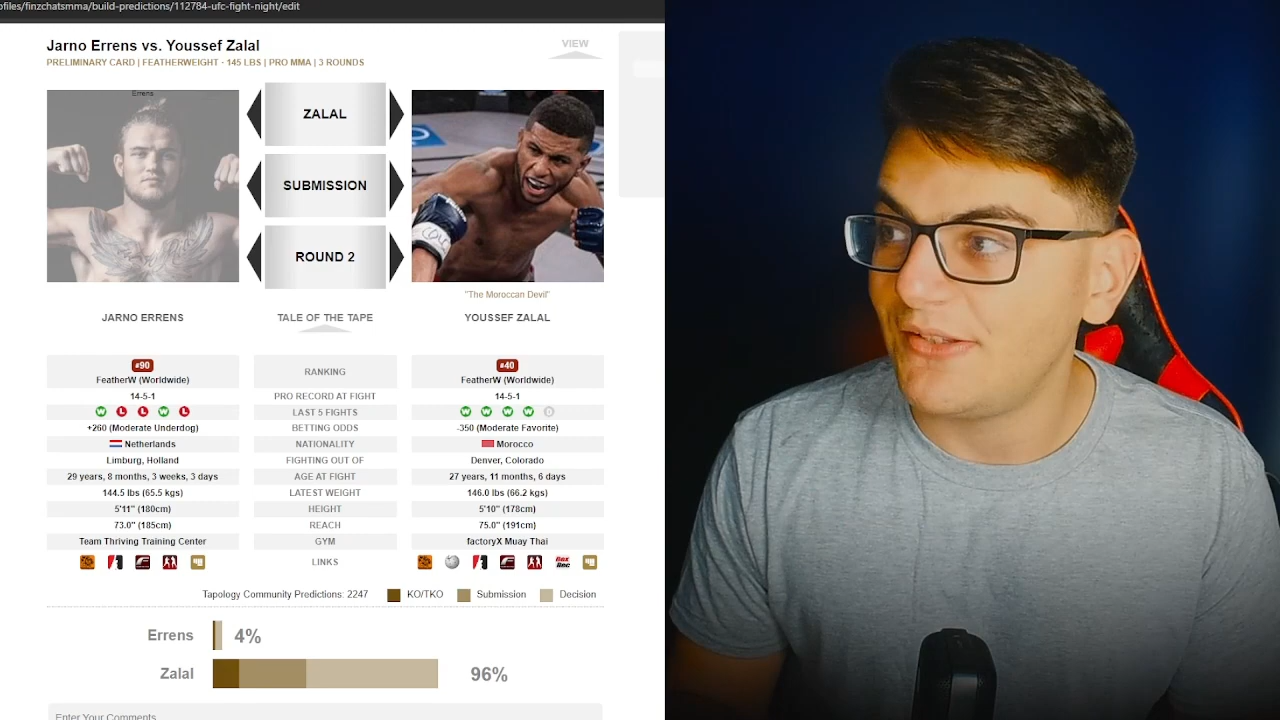 ofiles/finzchatsmma/build-predictions/112784-ufc-fight-night/edit
Jarno Errens vs. Youssef Zalal
VIEW
PRELIMINARY CARD | FEATHERWEIGHT · 145 LBS | PRO MMA | 3 ROUNDS
Errens
ZALAL
SUBMISSION
ROUND 2
"The Moroccan Devil"
JARNO ERRENS TALE OF THE TAPE YOUSSEF ZALAL
#90 #40
FeatherW (Worldwide) RANKING FeatherW (Worldwide)
14-5-1 PRO RECORD AT FIGHT 14-5-1
W L L W L LAST 5 FIGHTS W W W W D
+260 (Moderate Underdog) BETTING ODDS -350 (Moderate Favorite)
Netherlands NATIONALITY Morocco
Limburg, Holland FIGHTING OUT OF Denver, Colorado
29 years, 8 months, 3 weeks, 3 days AGE AT FIGHT 27 years, 11 months, 6 days
144.5 lbs (65.5 kgs) LATEST WEIGHT 146.0 lbs (66.2 kgs)
5'11" (180cm) HEIGHT 5'10" (178cm)
73.0" (185cm) REACH 75.0" (191cm)
Team Thriving Training Center GYM factoryX Muay Thai
LINKS
Tapology Community Predictions: 2247 KO/TKO Submission Decision
Errens 4%
Zalal 96%
Enter Your Comments